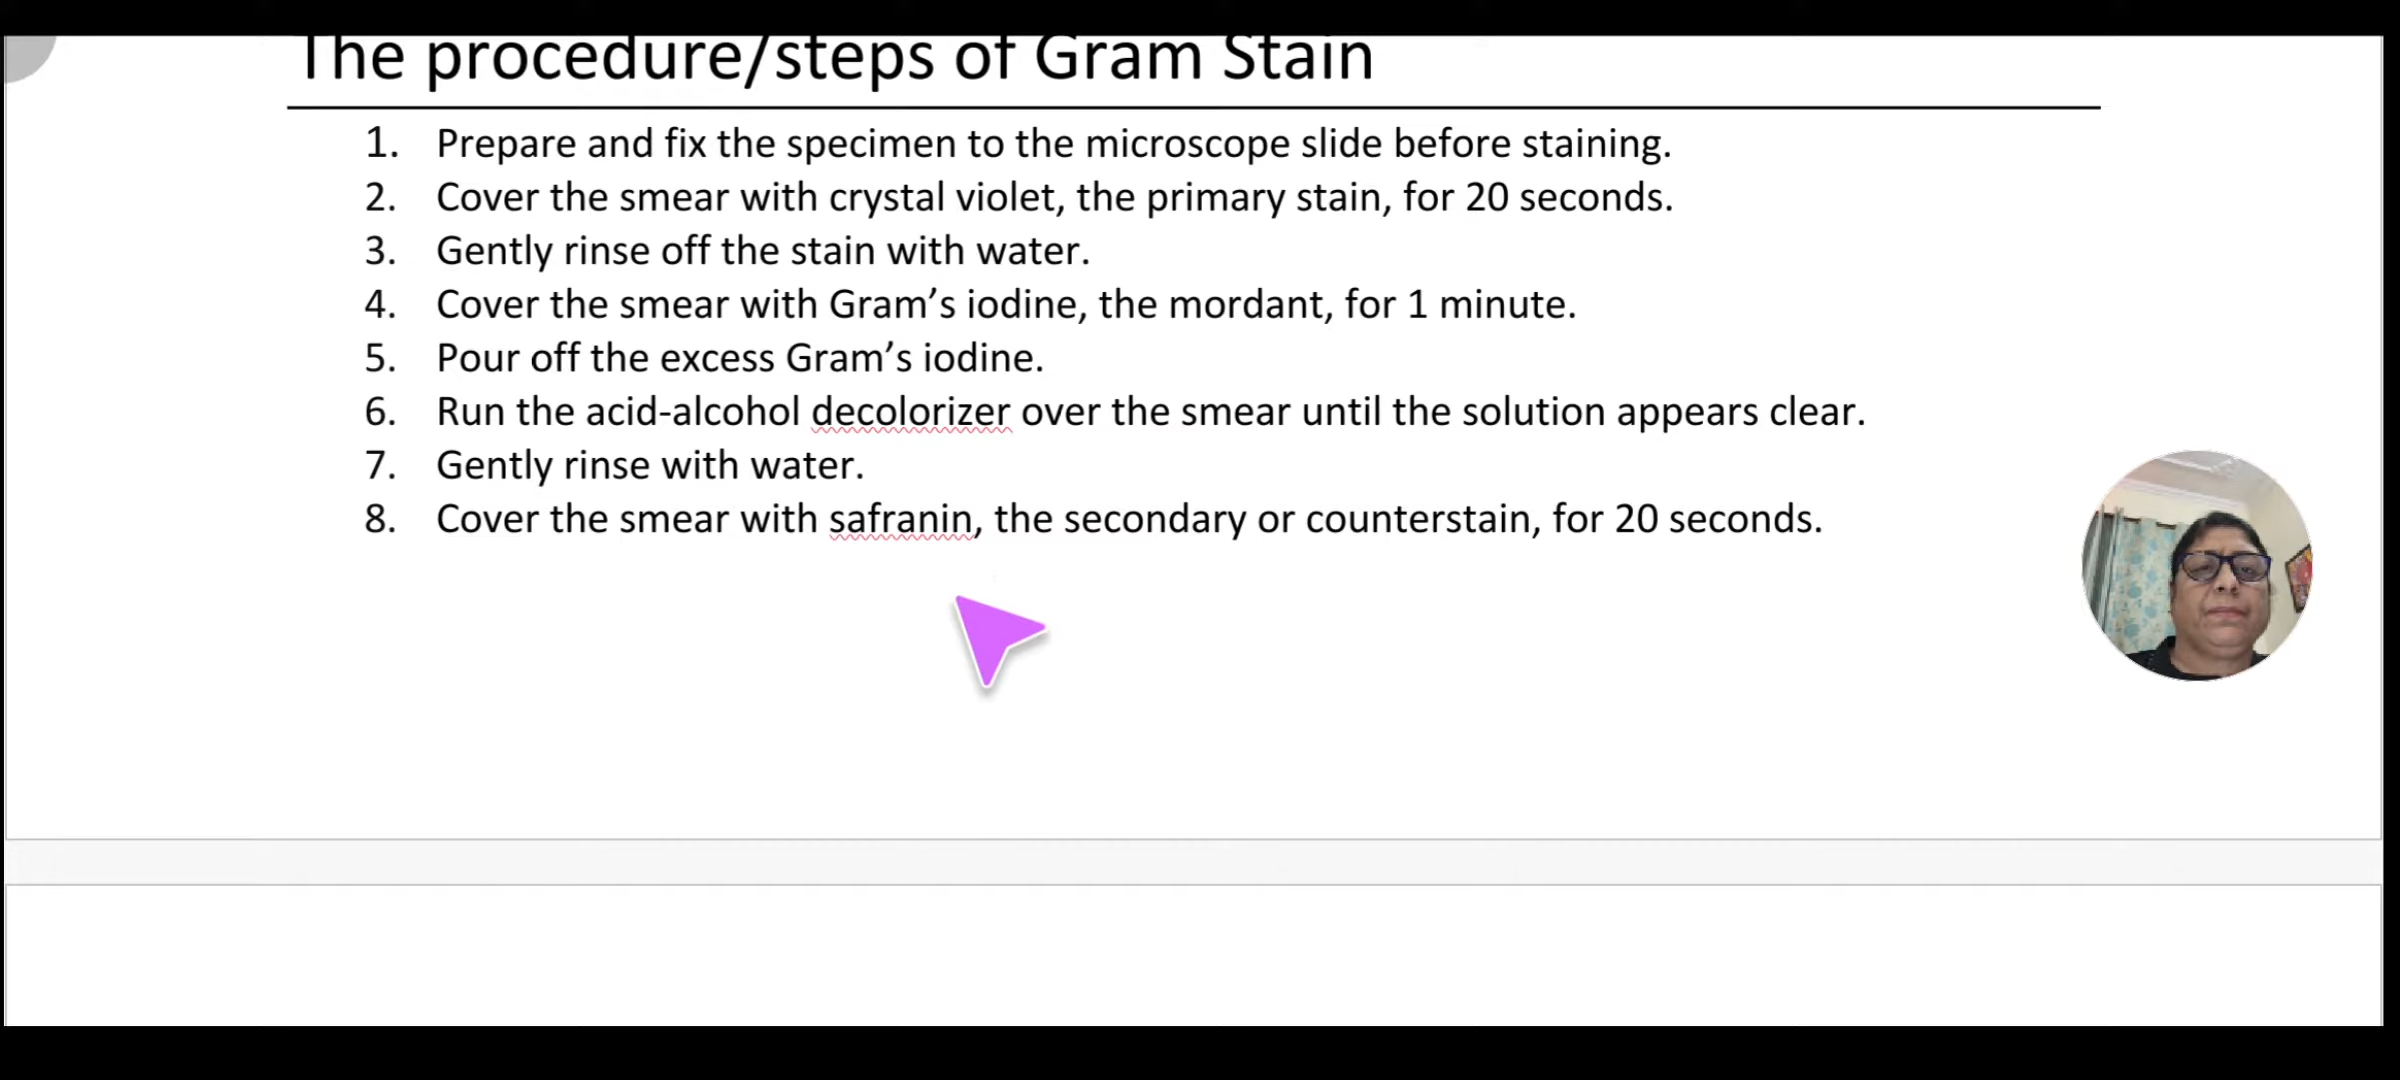 The procedure/steps of Gram Stain
1. Prepare and fix the specimen to the microscope slide before staining.
2. Cover the smear with crystal violet, the primary stain, for 20 seconds.
3. Gently rinse off the stain with water.
4. Cover the smear with Gram’s iodine, the mordant, for 1 minute.
5. Pour off the excess Gram’s iodine.
6. Run the acid-alcohol decolorizer over the smear until the solution appears clear.
7. Gently rinse with water.
8. Cover the smear with safranin, the secondary or counterstain, for 20 seconds.